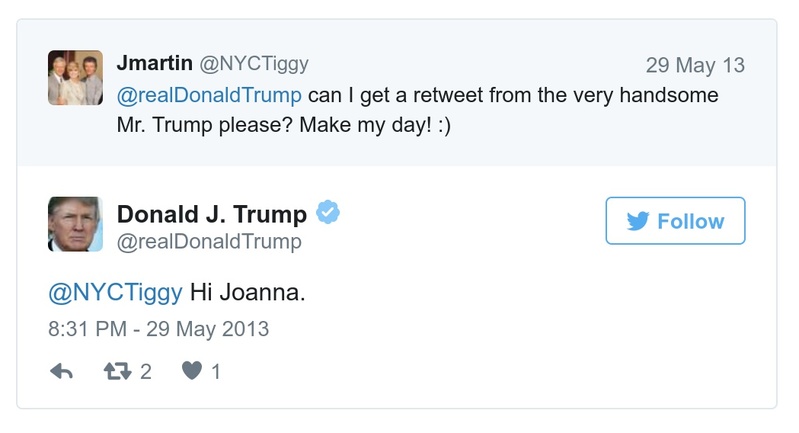 Jmartin @NYCTiggy 29 May 13
@realDonaldTrump can I get a retweet from the very handsome
Mr. Trump please? Make my day! :)
Donald J. Trump
@realDonaldTrump
Follow
@NYCTiggy Hi Joanna.
8:31 PM - 29 May 2013
2 1